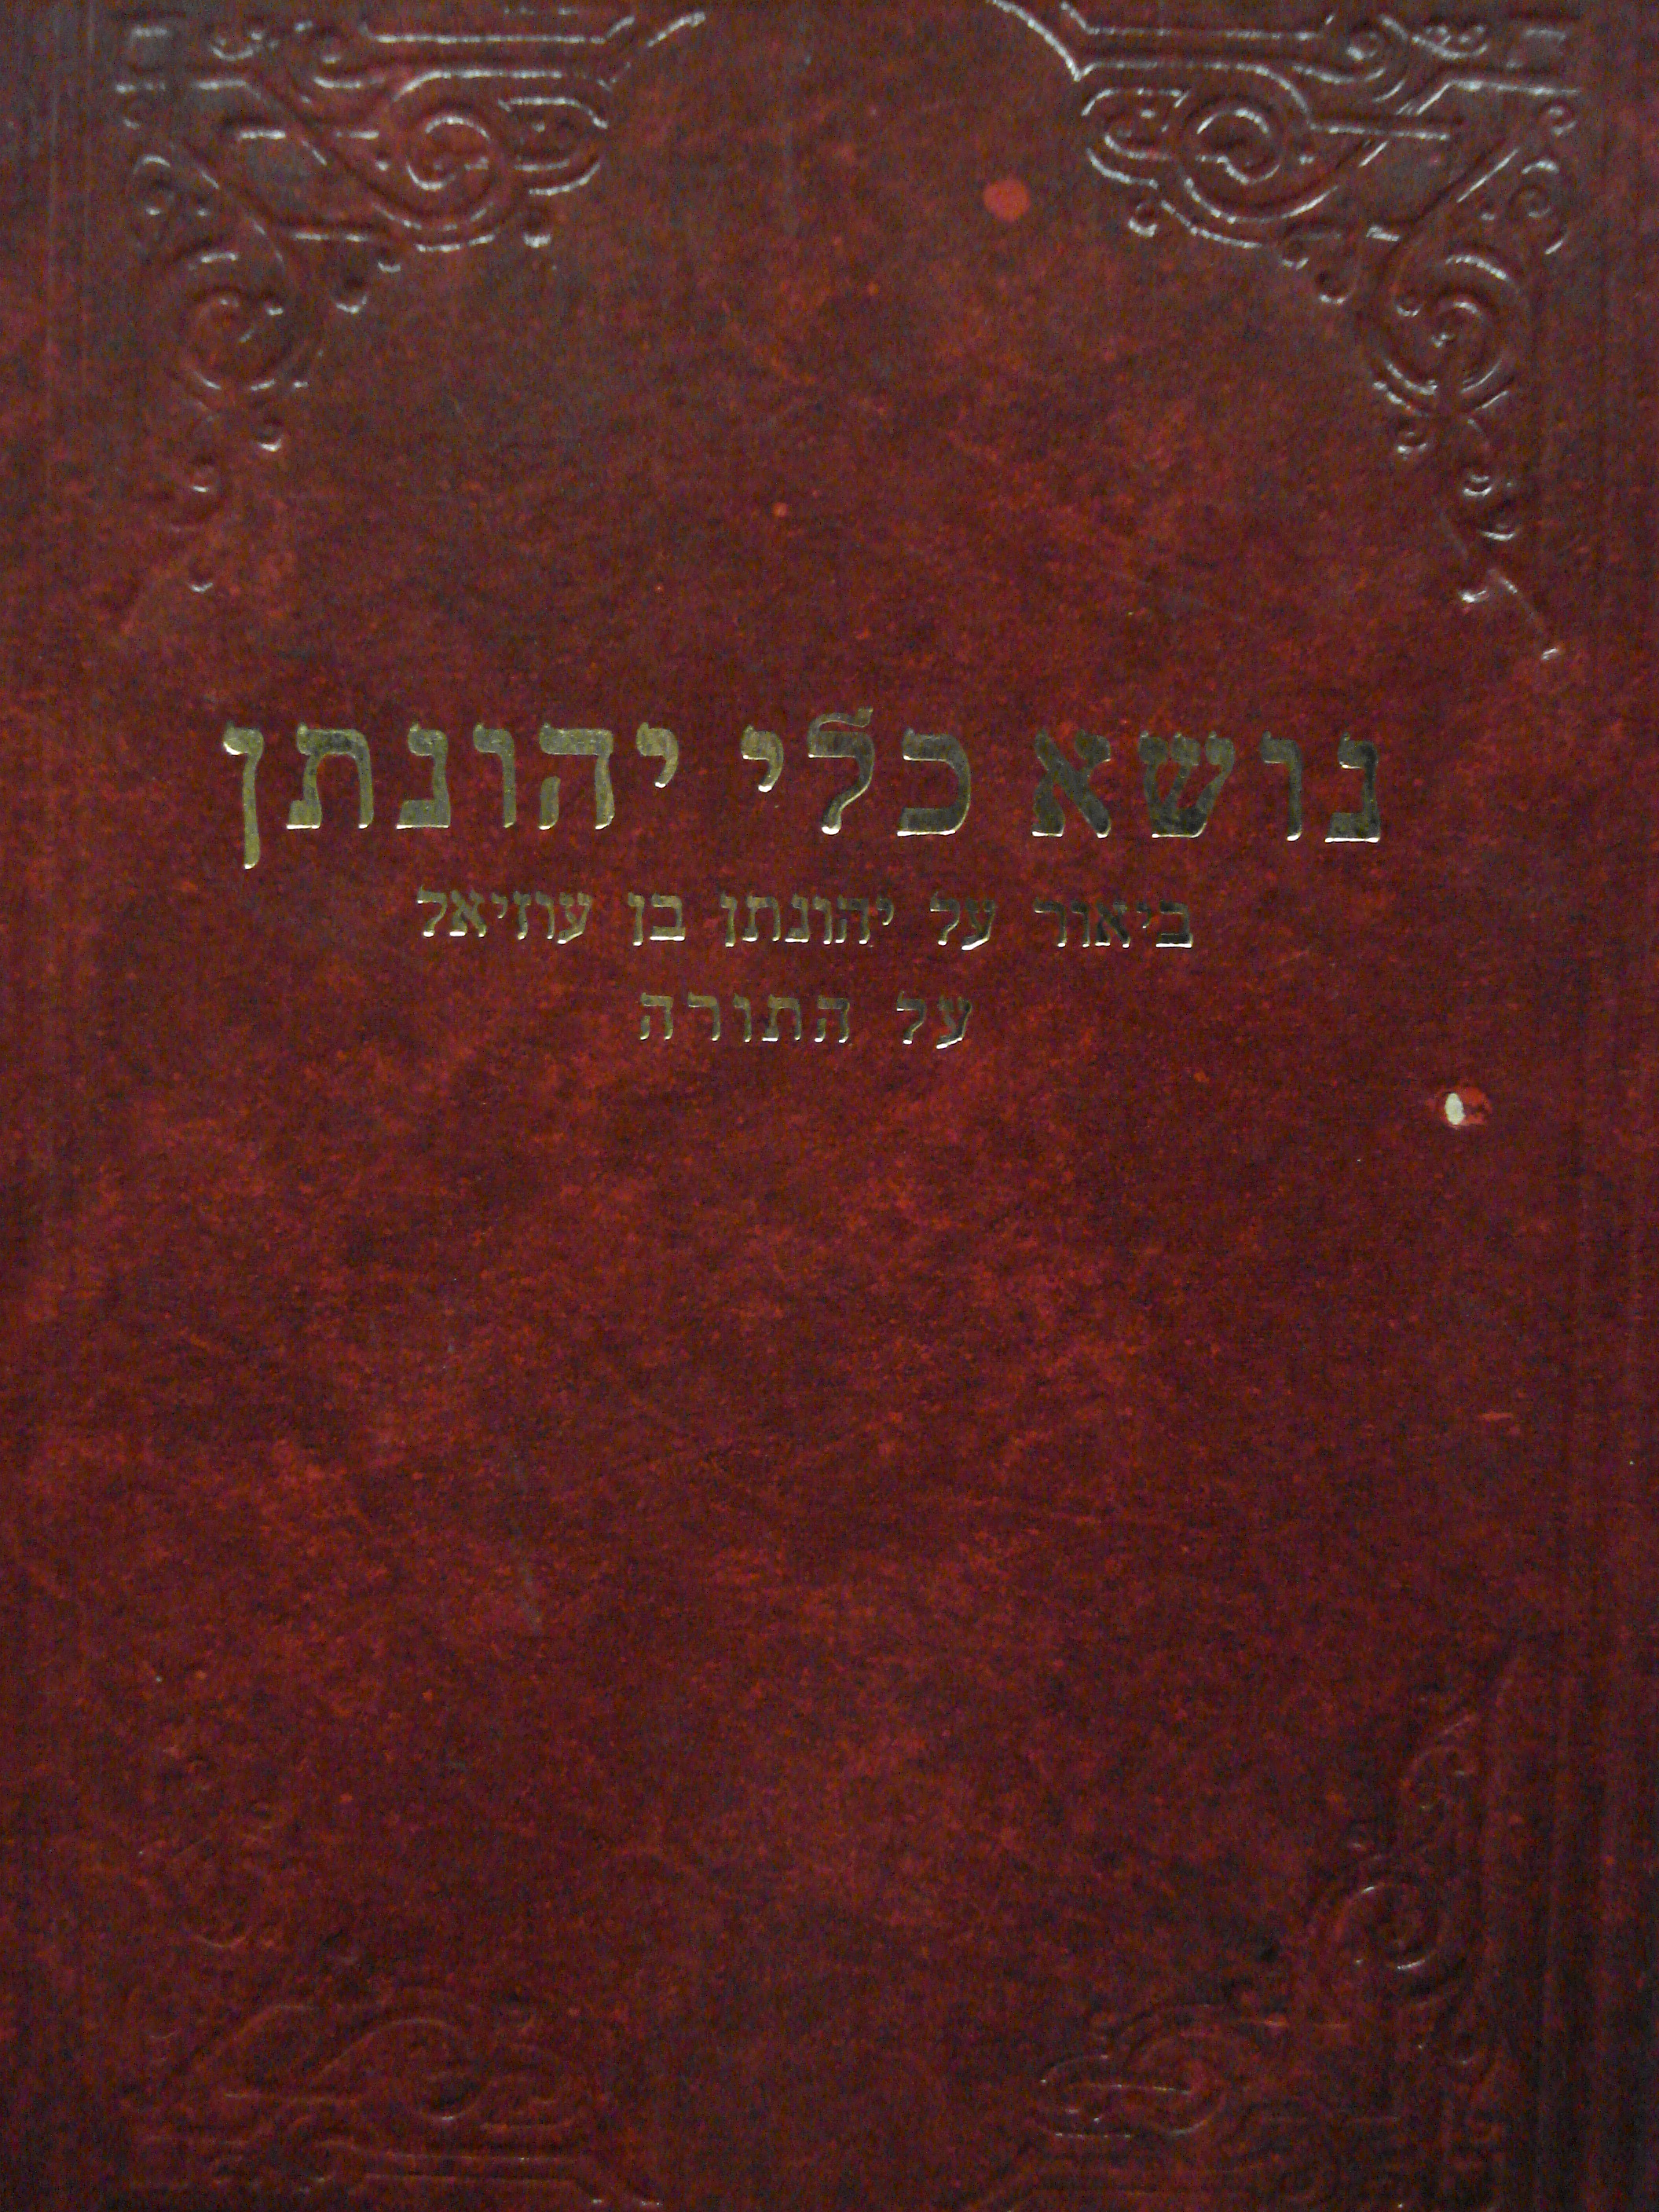 נושא כלי יהונתן
ביאור על יהונתן בן עוזיאל
על התורה